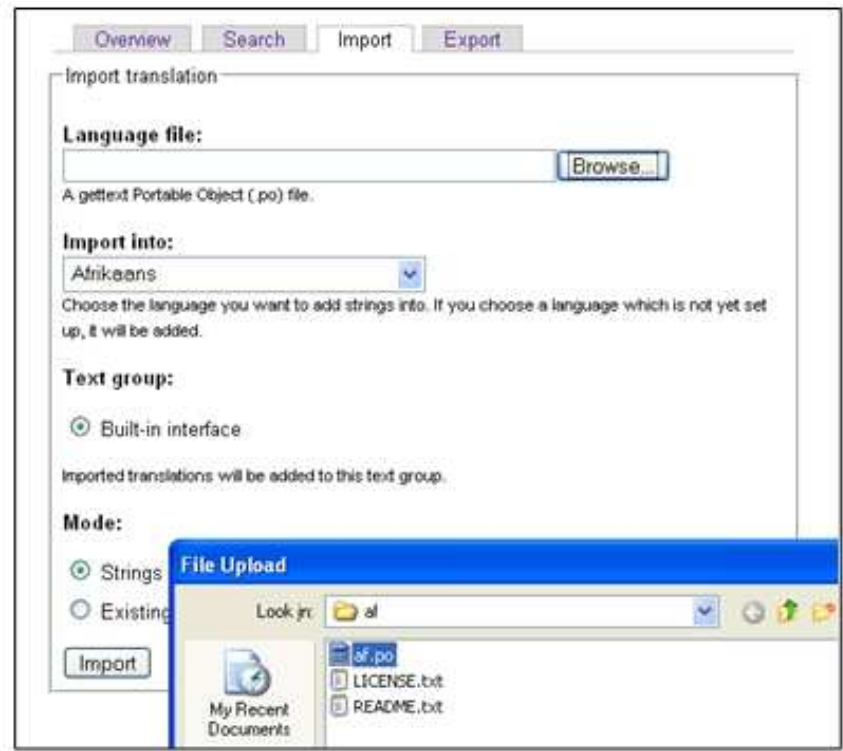 Overview Search Import Export
Import translation
Language file:
Browse...
A gettext Portable Object (.po) file.
Import into:
Afrikaans
Choose the language you want to add strings into. If you choose a language which is not yet set
up, it will be added.
Text group:
Built-in interface
Imported translations will be added to this text group.
Mode:
Strings
Existing
Import
File Upload
Look in: af
af.po
LICENSE.txt
README.txt
My Recent
Documents